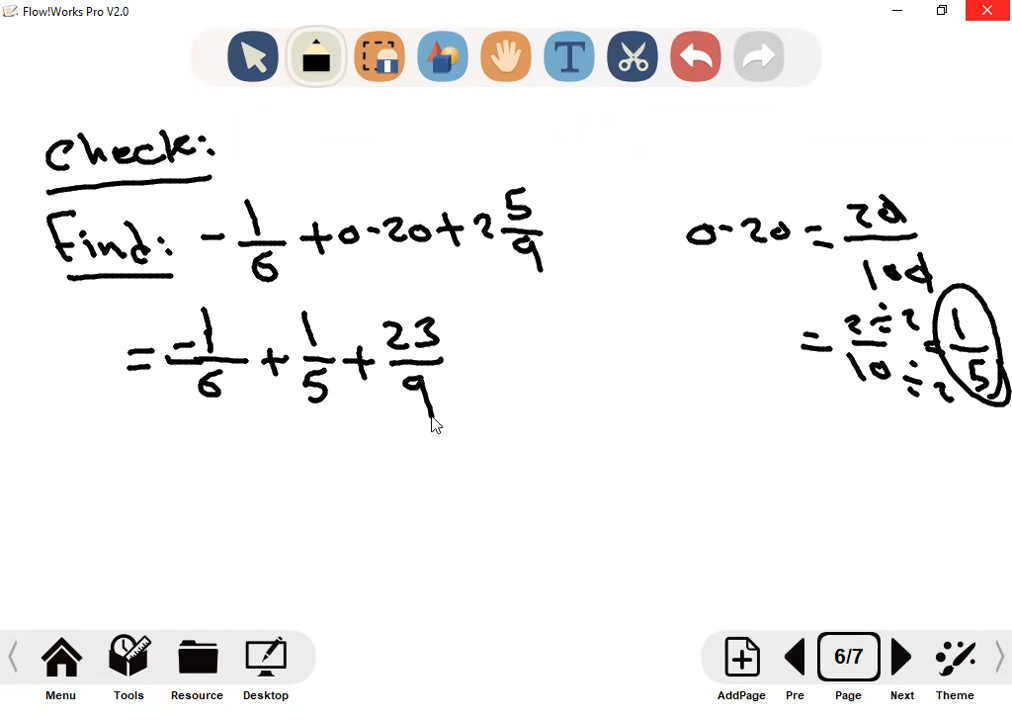 Flow!Works Pro V2.0
T
Check:
Find: - 1/6 + 0.20 + 2 5/9
= -1/6 + 1/5 + 23/9
0.20 = 20/100
= 2÷2/10÷2 = 1/5
Menu Tools Resource Desktop
6/7
AddPage Pre Page Next Theme